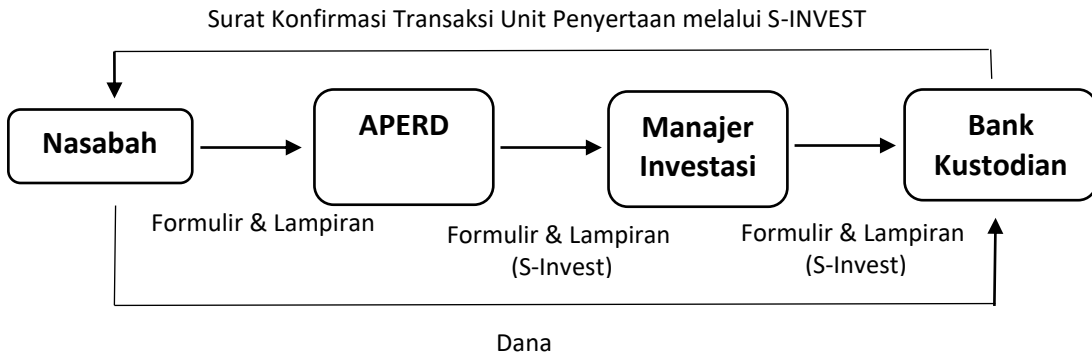 Surat Konfirmasi Transaksi Unit Penyertaan melalui S-INVEST
Nasabah
APERD
Manajer
Investasi
Bank
Kustodian
Formulir & Lampiran
Formulir & Lampiran
(S-Invest)
Formulir & Lampiran
(S-Invest)
Dana